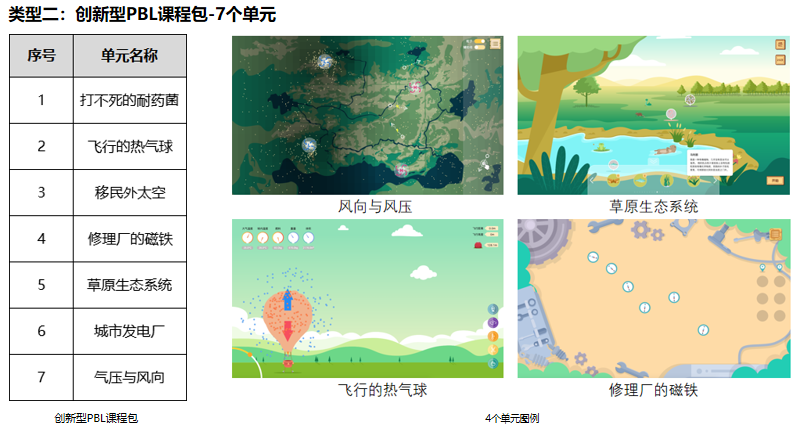 类型二：创新型PBL课程包-7个单元
序号 单元名称
1 打不死的耐药菌
2 飞行的热气球
3 移民外太空
4 修理厂的磁铁
5 草原生态系统
6 城市发电厂
7 气压与风向
风向与风压
草原生态系统
飞行的热气球
修理厂的磁铁
创新型PBL课程包
4个单元图例